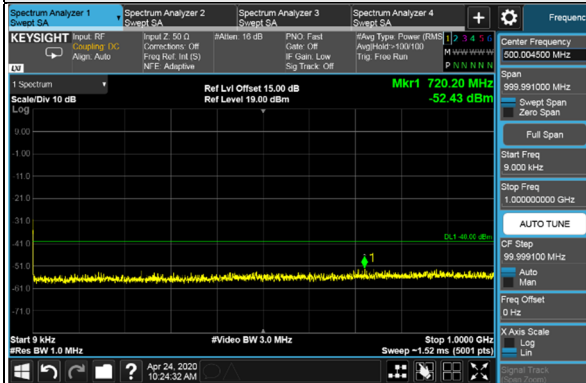 Spectrum Analyzer 1
Swept SA
Spectrum Analyzer 2
Swept SA
Spectrum Analyzer 3
Swept SA
Spectrum Analyzer 4
Swept SA
+
Frequenc
KEYSIGHT
LXI
Input: RF
Coupling: DC
Align: Auto
Input Z: 50 Ω
Corrections: Off
Freq Ref: Int (S)
NFE: Adaptive
#Atten: 16 dB
PNO: Fast
Gate: Off
IF Gain: Low
Sig Track: Off
#Avg Type: Power (RMS)
Avg|Hold:>100/100
Trig: Free Run
1 2 3 4 5 6
M W W W W W
P N N N N N
1 Spectrum
Scale/Div 10 dB
Log
Ref Lvl Offset 15.00 dB
Ref Level 19.00 dBm
Mkr1 720.20 MHz
-52.43 dBm
9.00
-1.00
-11.0
-21.0
-31.0
-41.0
-51.0
-61.0
-71.0
DL1 -40.00 dBm
1
Start 9 kHz
#Res BW 1.0 MHz
#Video BW 3.0 MHz
Stop 1.0000 GHz
Sweep ~1.52 ms (5001 pts)
Center Frequency
500.004500 MHz
Span
999.991000 MHz
Swept Span
Zero Span
Full Span
Start Freq
9.000 kHz
Stop Freq
1.000000000 GHz
AUTO TUNE
CF Step
99.999100 MHz
Auto
Man
Freq Offset
0 Hz
X Axis Scale
Log
Lin
Signal Track
(Span Zoom)
?
Apr 24, 2020
10:24:32 AM